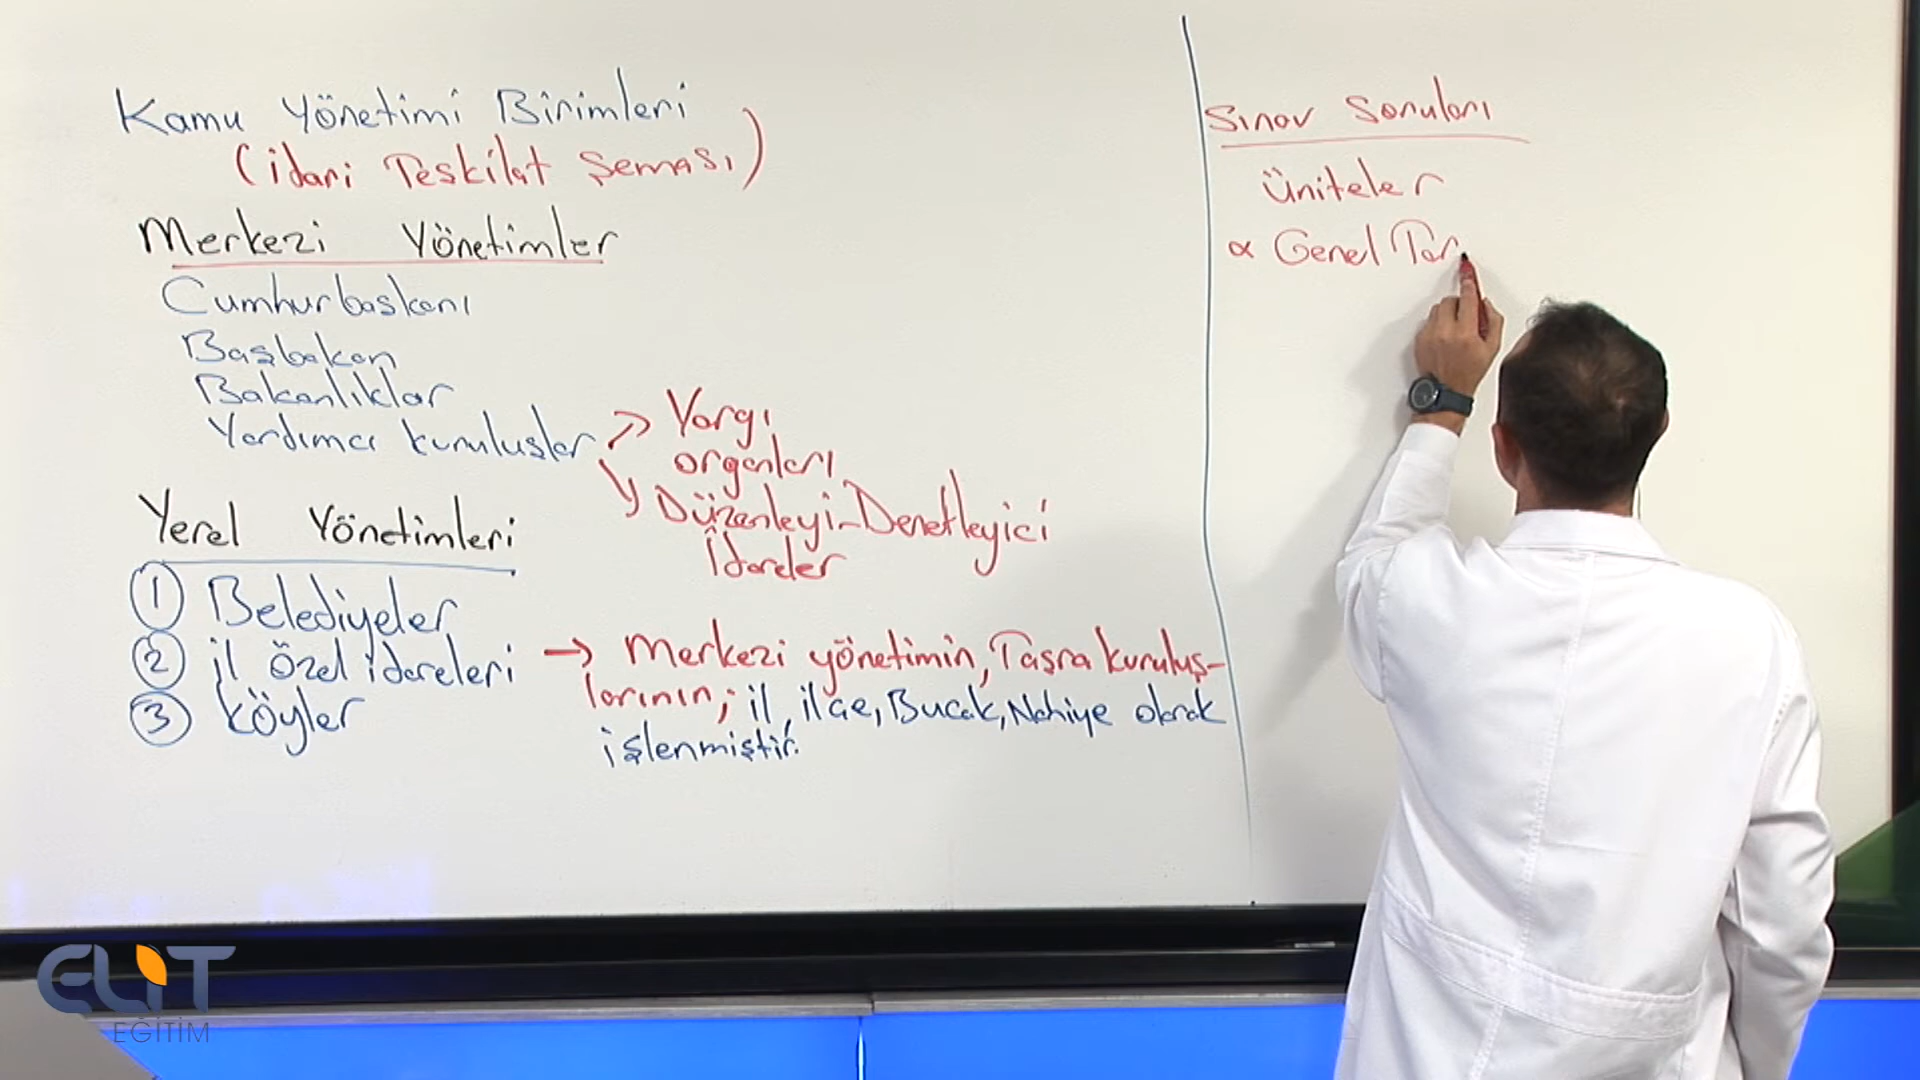 Kamu Yönetimi Birimleri
(idari Teşkilat Şeması)
Merkezi Yönetimler
Cumhurbaşkanı
Başbakan
Bakanlıklar
Yardımcı kuruluşlar
Yargı
organları
Düzenleyi-Denetleyici
İdareler
Yerel Yönetimleri
1 Belediyeler
2 il özel idareleri
3 köyler
→ Merkezi yönetimin, Taşra kuruluş-
larının; il, ilçe, Bucak, Nahiye olarak
işlenmiştir.
Sınav Soruları
Üniteler
α Genel Tar
ELİT
EĞİTİM